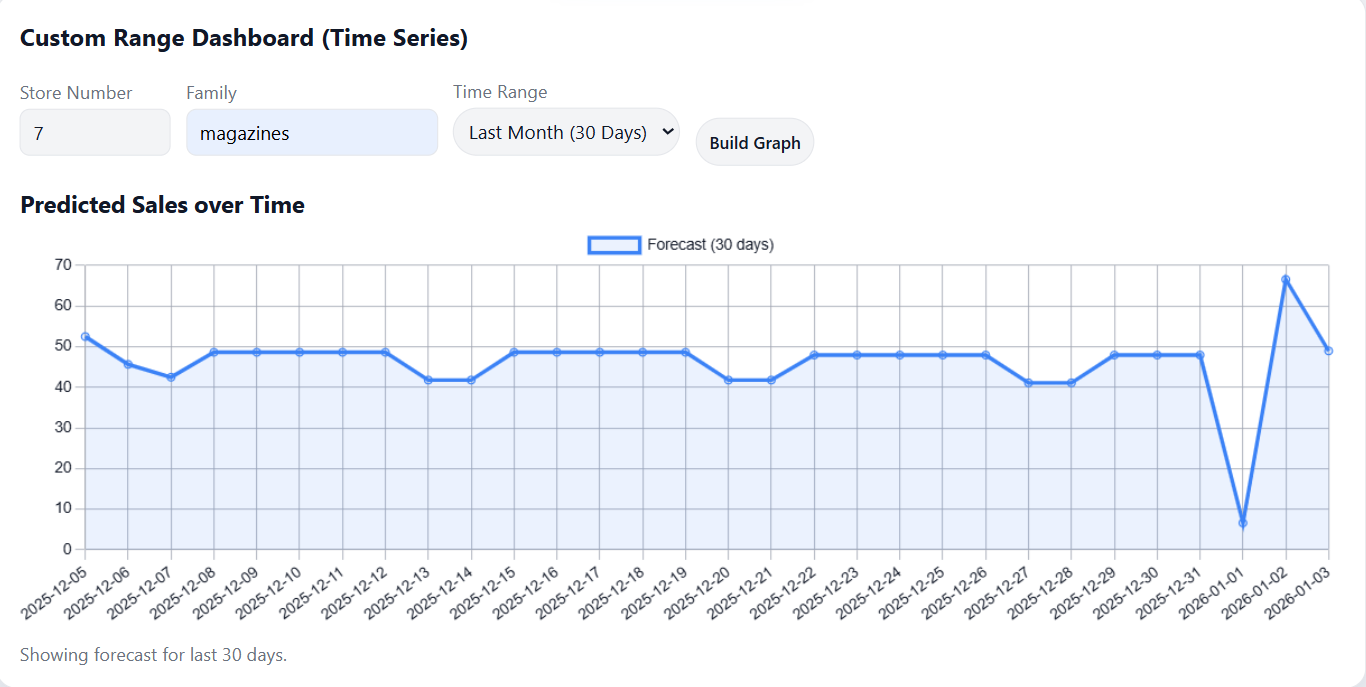 Custom Range Dashboard (Time Series)
Store Number Family Time Range
7 magazines Last Month (30 Days) Build Graph
Predicted Sales over Time
Forecast (30 days)
70
60
50
40
30
20
10
0
2025-12-05 2025-12-06 2025-12-07 2025-12-08 2025-12-09 2025-12-10 2025-12-11 2025-12-12 2025-12-13 2025-12-14 2025-12-15 2025-12-16 2025-12-17 2025-12-18 2025-12-19 2025-12-20 2025-12-21 2025-12-22 2025-12-23 2025-12-24 2025-12-25 2025-12-26 2025-12-27 2025-12-28 2025-12-29 2025-12-30 2025-12-31 2026-01-01 2026-01-02 2026-01-03
Showing forecast for last 30 days.